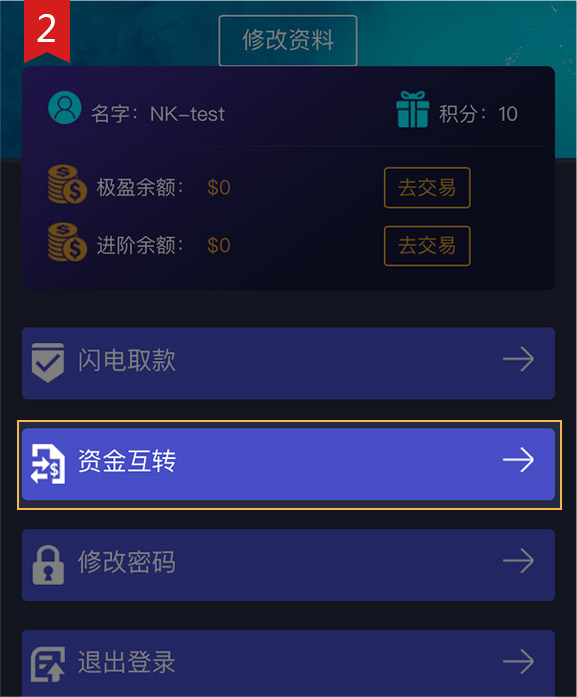 2
修改资料
名字：NK-test
积分：10
极盈余额： $0
去交易
进阶余额： $0
去交易
闪电取款
资金互转
修改密码
退出登录